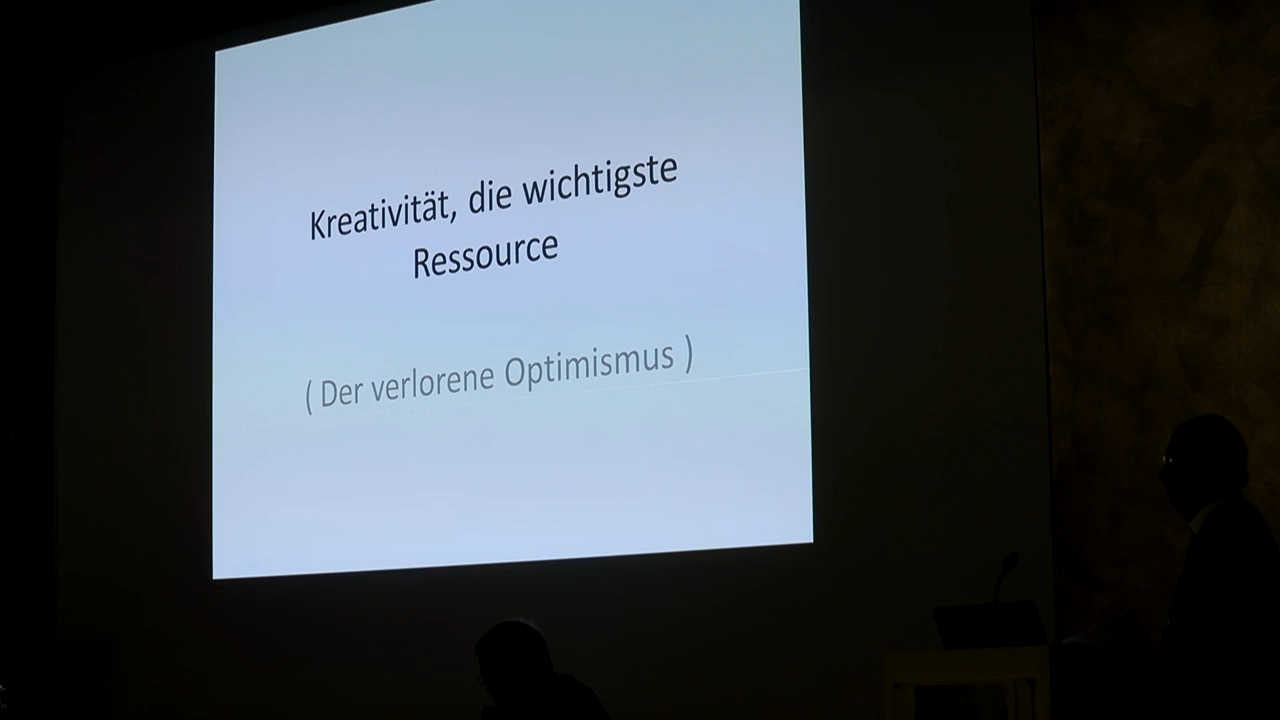 Kreativität, die wichtigste
Ressource
( Der verlorene Optimismus )